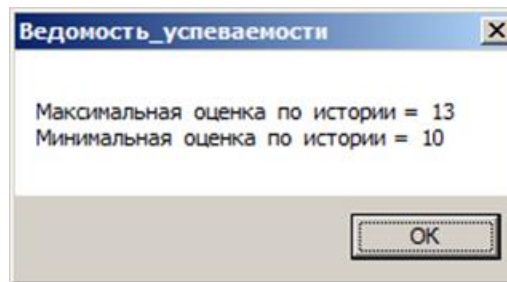 Ведомость_успеваемости
Максимальная оценка по истории = 13
Минимальная оценка по истории = 10
OK